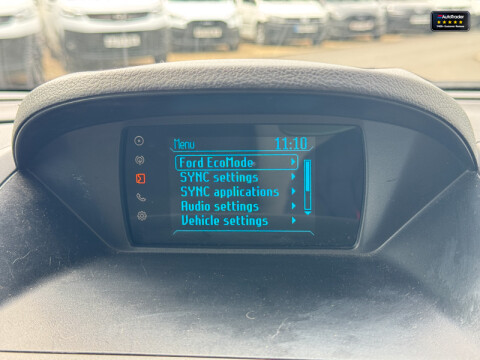 AutoTrader
Menu 11:10
Ford EcoMode
SYNC settings
SYNC applications
Audio settings
Vehicle settings